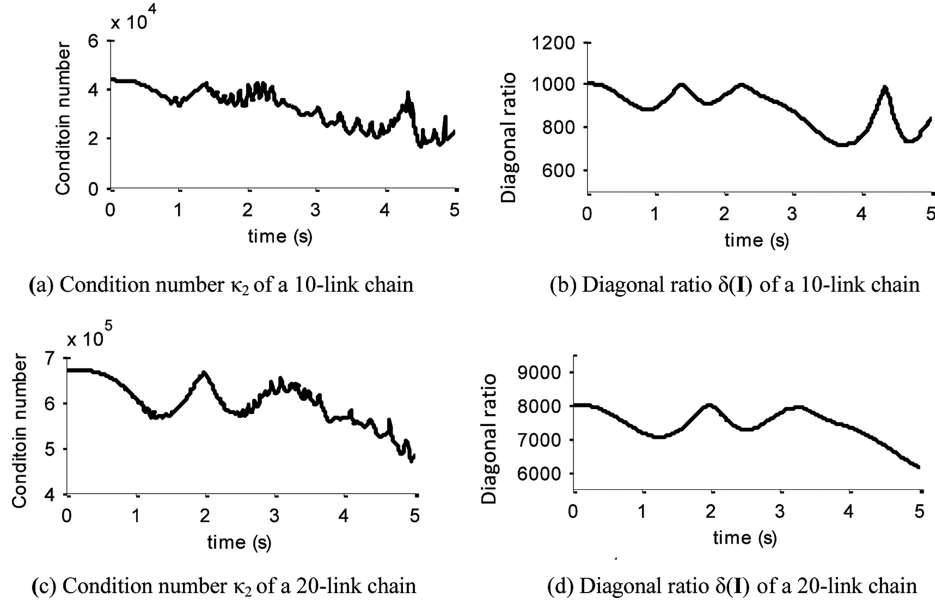 x 10⁴
Conditoin number
6
4
2
0
0 1 2 3 4 5
time (s)
Diagonal ratio
1200
1000
800
600
0 1 2 3 4 5
time (s)
(a) Condition number κ₂ of a 10-link chain
(b) Diagonal ratio δ(I) of a 10-link chain
x 10⁵
Conditoin number
7
6
5
4
0 1 2 3 4 5
time (s)
Diagonal ratio
9000
8000
7000
6000
0 1 2 3 4 5
time (s)
(c) Condition number κ₂ of a 20-link chain
(d) Diagonal ratio δ(I) of a 20-link chain